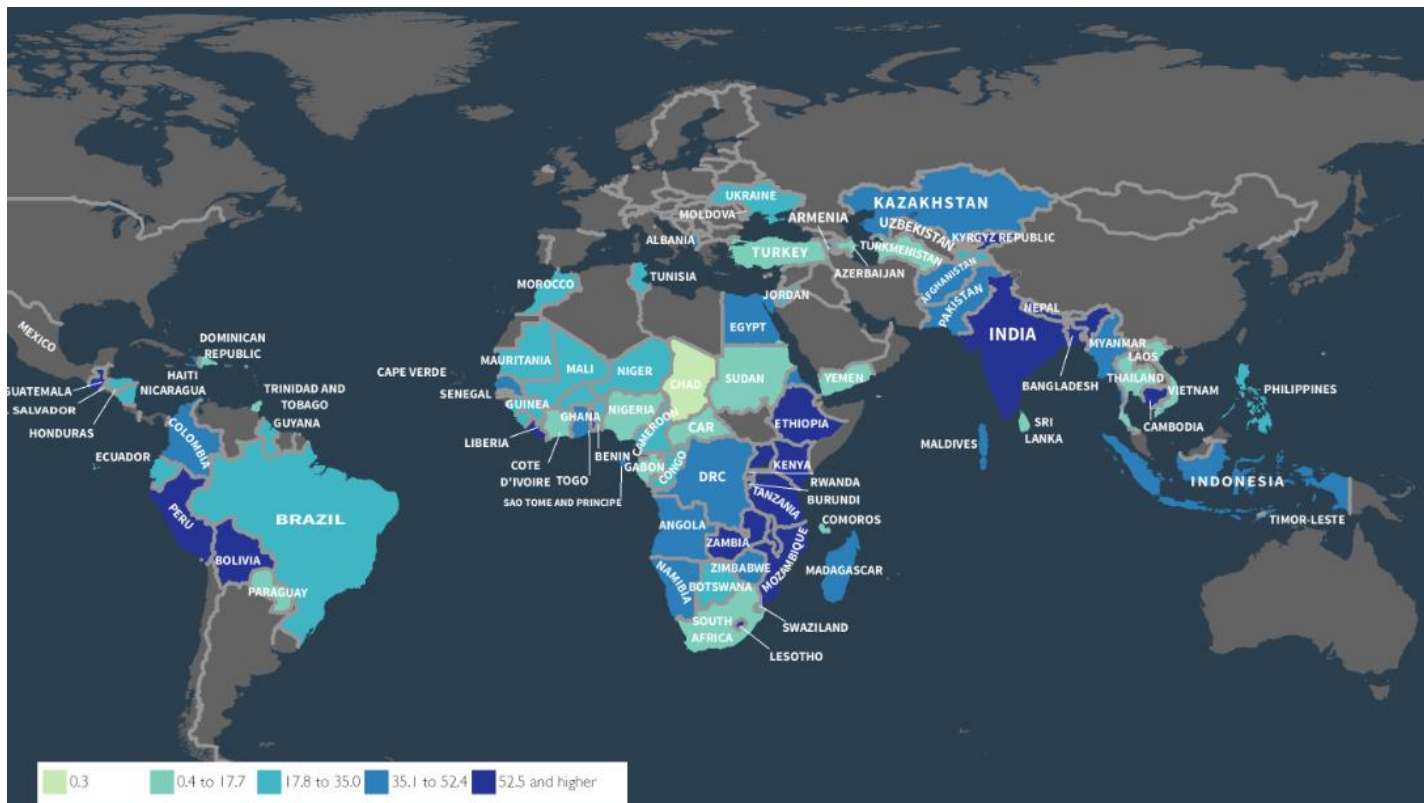 UKRAINE
MOLDOVA
ARMENIA
KAZAKHSTAN
UZBEKISTAN
KYRGYZ REPUBLIC
ALBANIA
TURKEY
TURKMENISTAN
AZERBAIJAN
TUNISIA
MOROCCO
JORDAN
AFGHANISTAN
PAKISTAN
NEPAL
MEXICO
DOMINICAN
REPUBLIC
EGYPT
INDIA
MYANMAR
LAOS
HAITI
CAPE VERDE
MAURITANIA
MALI
NIGER
CHAD
SUDAN
YEMEN
BANGLADESH
THAILAND
VIETNAM
PHILIPPINES
GUATEMALA
NICARAGUA
TRINIDAD AND
TOBAGO
SENEGAL
GUINEA
GHANA
NIGERIA
CAMEROON
CAR
ETHIOPIA
SRI
LANKA
CAMBODIA
L SALVADOR
GUYANA
HONDURAS
COLOMBIA
LIBERIA
BENIN
MALDIVES
ECUADOR
COTE
D'IVOIRE
TOGO
GABON
CONGO
DRC
KENYA
RWANDA
BURUNDI
INDONESIA
SAO TOME AND PRINCIPE
TANZANIA
PERU
BRAZIL
ANGOLA
COMOROS
TIMOR-LESTE
ZAMBIA
MOZAMBIQUE
BOLIVIA
ZIMBABWE
MADAGASCAR
NAMIBIA
BOTSWANA
PARAGUAY
SOUTH
AFRICA
SWAZILAND
LESOTHO
0.3
0.4 to 17.7
17.8 to 35.0
35.1 to 52.4
52.5 and higher